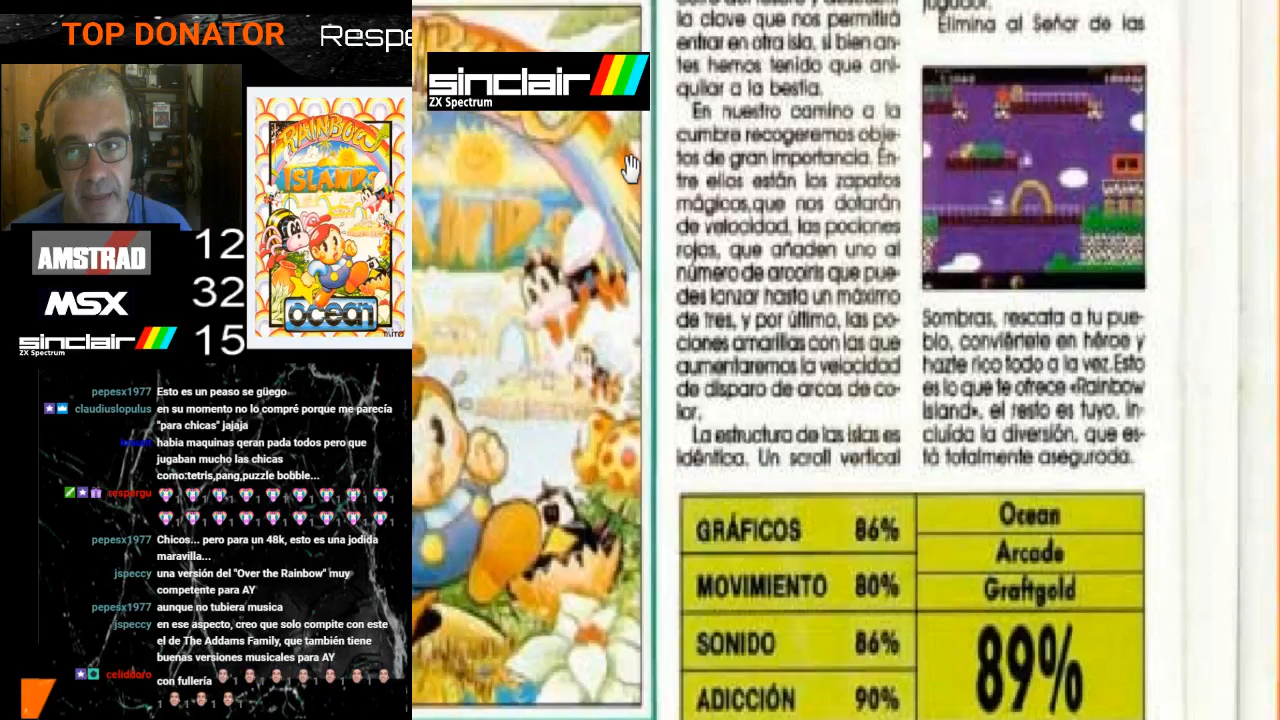 TOP DONATOR
Respe
AMSTRAD 12
MSX 32
sinclair 15
ZX Spectrum
RAINBOW
ISLANDS
ocean
pepesx1977 Esto es un peaso se güego
claudiuslopulus en su momento no lo compré porque me parecía
"para chicas" jajaja
habia maquinas qeran pada todos pero que
jugaban mucho las chicas
como:tetris,pang,puzzle bobble...
respergu
pepesx1977 Chicos... pero para un 48k, esto es una jodida
maravilla...
jspeccy una versión del "Over the Rainbow" muy
competente para AY
pepesx1977 aunque no tubiera musica
jspeccy en ese aspecto, creo que solo compite con este
el de The Addams Family, que también tiene
buenas versiones musicales para AY
con fullería
sinclair
ZX Spectrum
la clave que nos permitirá
entrar en otra isla, si bien an-
tes hemos tenido que ani-
quilar a la bestia.
En nuestro camino a la
cumbre recogeremos obje-
tos de gran importancia. En-
tre ellos están los zapatos
mágicos,que nos dotarán
de velocidad, las pociones
rojas, que añaden uno al
número de arcoiris que pue-
des lanzar hasta un máximo
de tres, y por último, las po-
ciones amarillas con las que
aumentaremos la velocidad
de disparo de arcos de co-
lor.
La estructura de las islas es
idéntica. Un scroll vertical
jugador.
Elimina al Señor de las
Sombras, rescata a tu pue-
blo, conviértete en héroe y
hazte rico todo a la vez.Esto
es lo que te ofrece «Rainbow
Island», el resto es tuyo, in-
cluída la diversión, que es-
tá totalmente asegurada.
GRÁFICOS 86%
MOVIMIENTO 80%
SONIDO 86%
ADICCIÓN 90%
Ocean
Arcade
Graftgold
89%